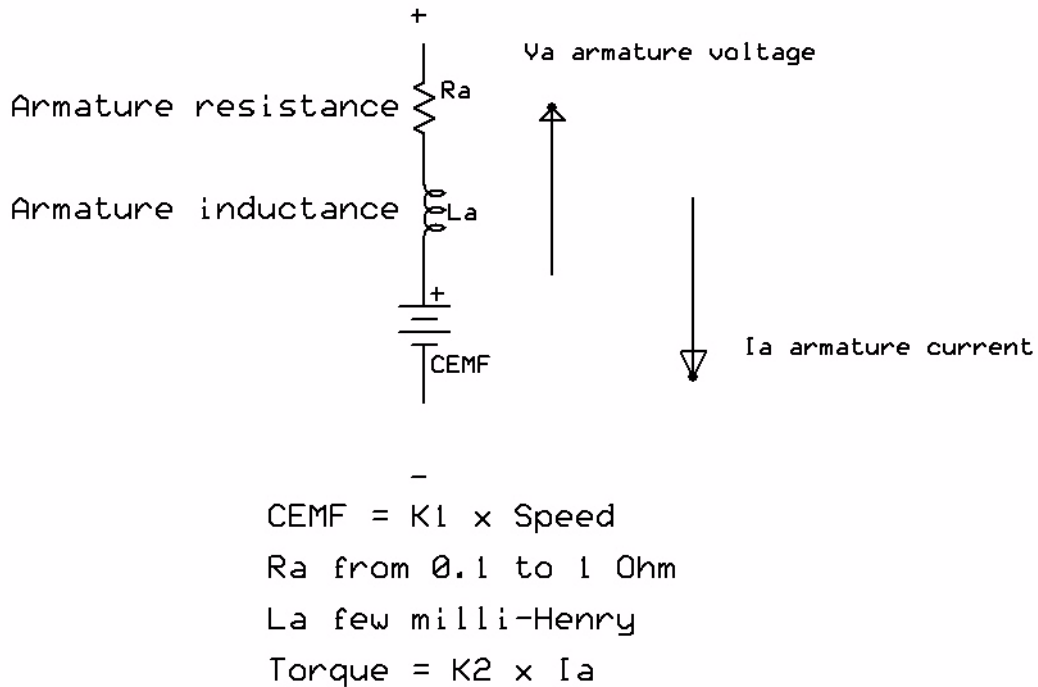 +
Va armature voltage
Armature resistance
Ra
Armature inductance
La
+
Ia armature current
CEMF
-
CEMF = K1 x Speed
Ra from 0.1 to 1 Ohm
La few milli-Henry
Torque = K2 x Ia